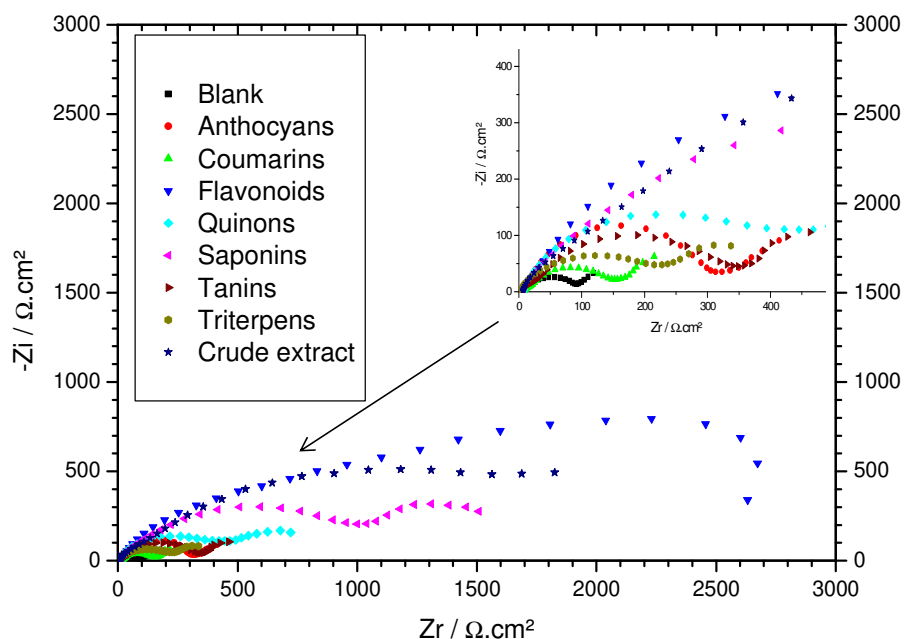 3000
2500
2000
1500
1000
500
0
-Zi / Ω.cm²
Blank
Anthocyans
Coumarins
Flavonoids
Quinons
Saponins
Tanins
Triterpens
Crude extract
400
300
200
100
0
-Zi / Ω.cm²
0 100 200 300 400
Zr / Ω.cm²
3000
2500
2000
1500
1000
500
0
0 500 1000 1500 2000 2500 3000
Zr / Ω.cm²